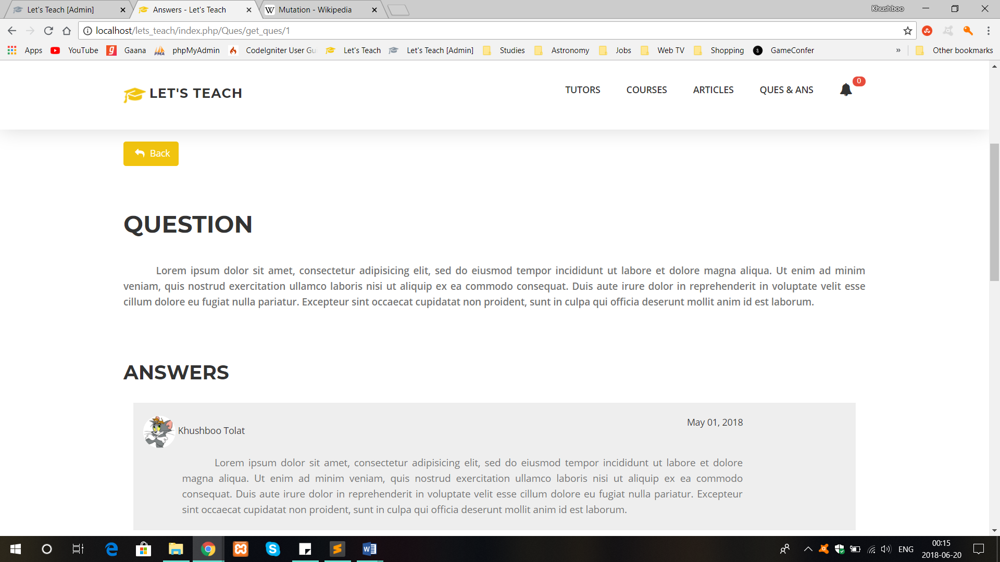 Let's Teach [Admin]
Answers - Let's Teach
Mutation - Wikipedia
Khushboo
localhost/lets_teach/index.php/Ques/get_ques/1
Apps YouTube Gaana phpMyAdmin CodeIgniter User Gu Let's Teach Let's Teach [Admin] Studies Astronomy Jobs Web TV Shopping GameConfer » Other bookmarks
LET'S TEACH
TUTORS COURSES ARTICLES QUES & ANS 0
Back
QUESTION
Lorem ipsum dolor sit amet, consectetur adipisicing elit, sed do eiusmod tempor incididunt ut labore et dolore magna aliqua. Ut enim ad minim
veniam, quis nostrud exercitation ullamco laboris nisi ut aliquip ex ea commodo consequat. Duis aute irure dolor in reprehenderit in voluptate velit esse
cillum dolore eu fugiat nulla pariatur. Excepteur sint occaecat cupidatat non proident, sunt in culpa qui officia deserunt mollit anim id est laborum.
ANSWERS
Khushboo Tolat
May 01, 2018
Lorem ipsum dolor sit amet, consectetur adipisicing elit, sed do eiusmod tempor incididunt ut labore et dolore
magna aliqua. Ut enim ad minim veniam, quis nostrud exercitation ullamco laboris nisi ut aliquip ex ea commodo
consequat. Duis aute irure dolor in reprehenderit in voluptate velit esse cillum dolore eu fugiat nulla pariatur. Excepteur
sint occaecat cupidatat non proident, sunt in culpa qui officia deserunt mollit anim id est laborum.
ENG
00:15
2018-06-20